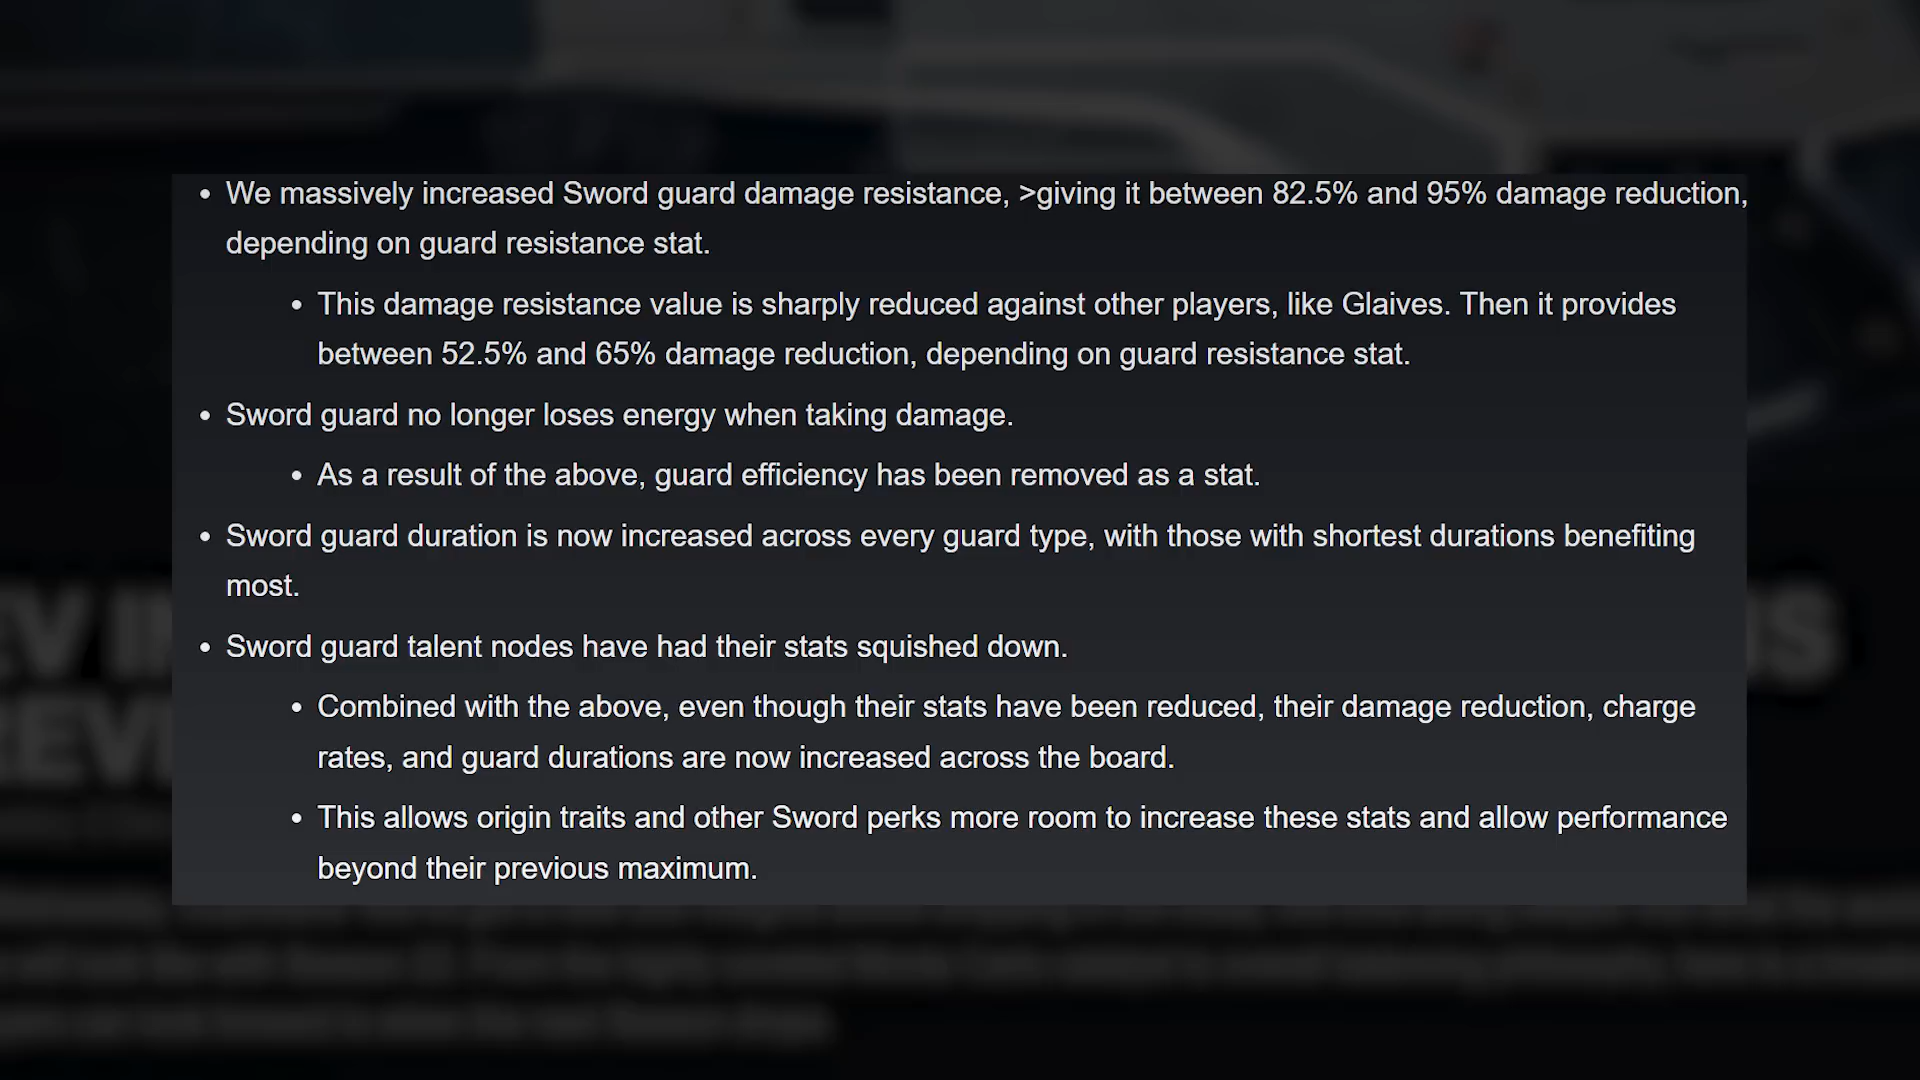 We massively increased Sword guard damage resistance, >giving it between 82.5% and 95% damage reduction,
depending on guard resistance stat.
This damage resistance value is sharply reduced against other players, like Glaives. Then it provides
between 52.5% and 65% damage reduction, depending on guard resistance stat.
Sword guard no longer loses energy when taking damage.
As a result of the above, guard efficiency has been removed as a stat.
Sword guard duration is now increased across every guard type, with those with shortest durations benefiting
most.
Sword guard talent nodes have had their stats squished down.
Combined with the above, even though their stats have been reduced, their damage reduction, charge
rates, and guard durations are now increased across the board.
This allows origin traits and other Sword perks more room to increase these stats and allow performance
beyond their previous maximum.